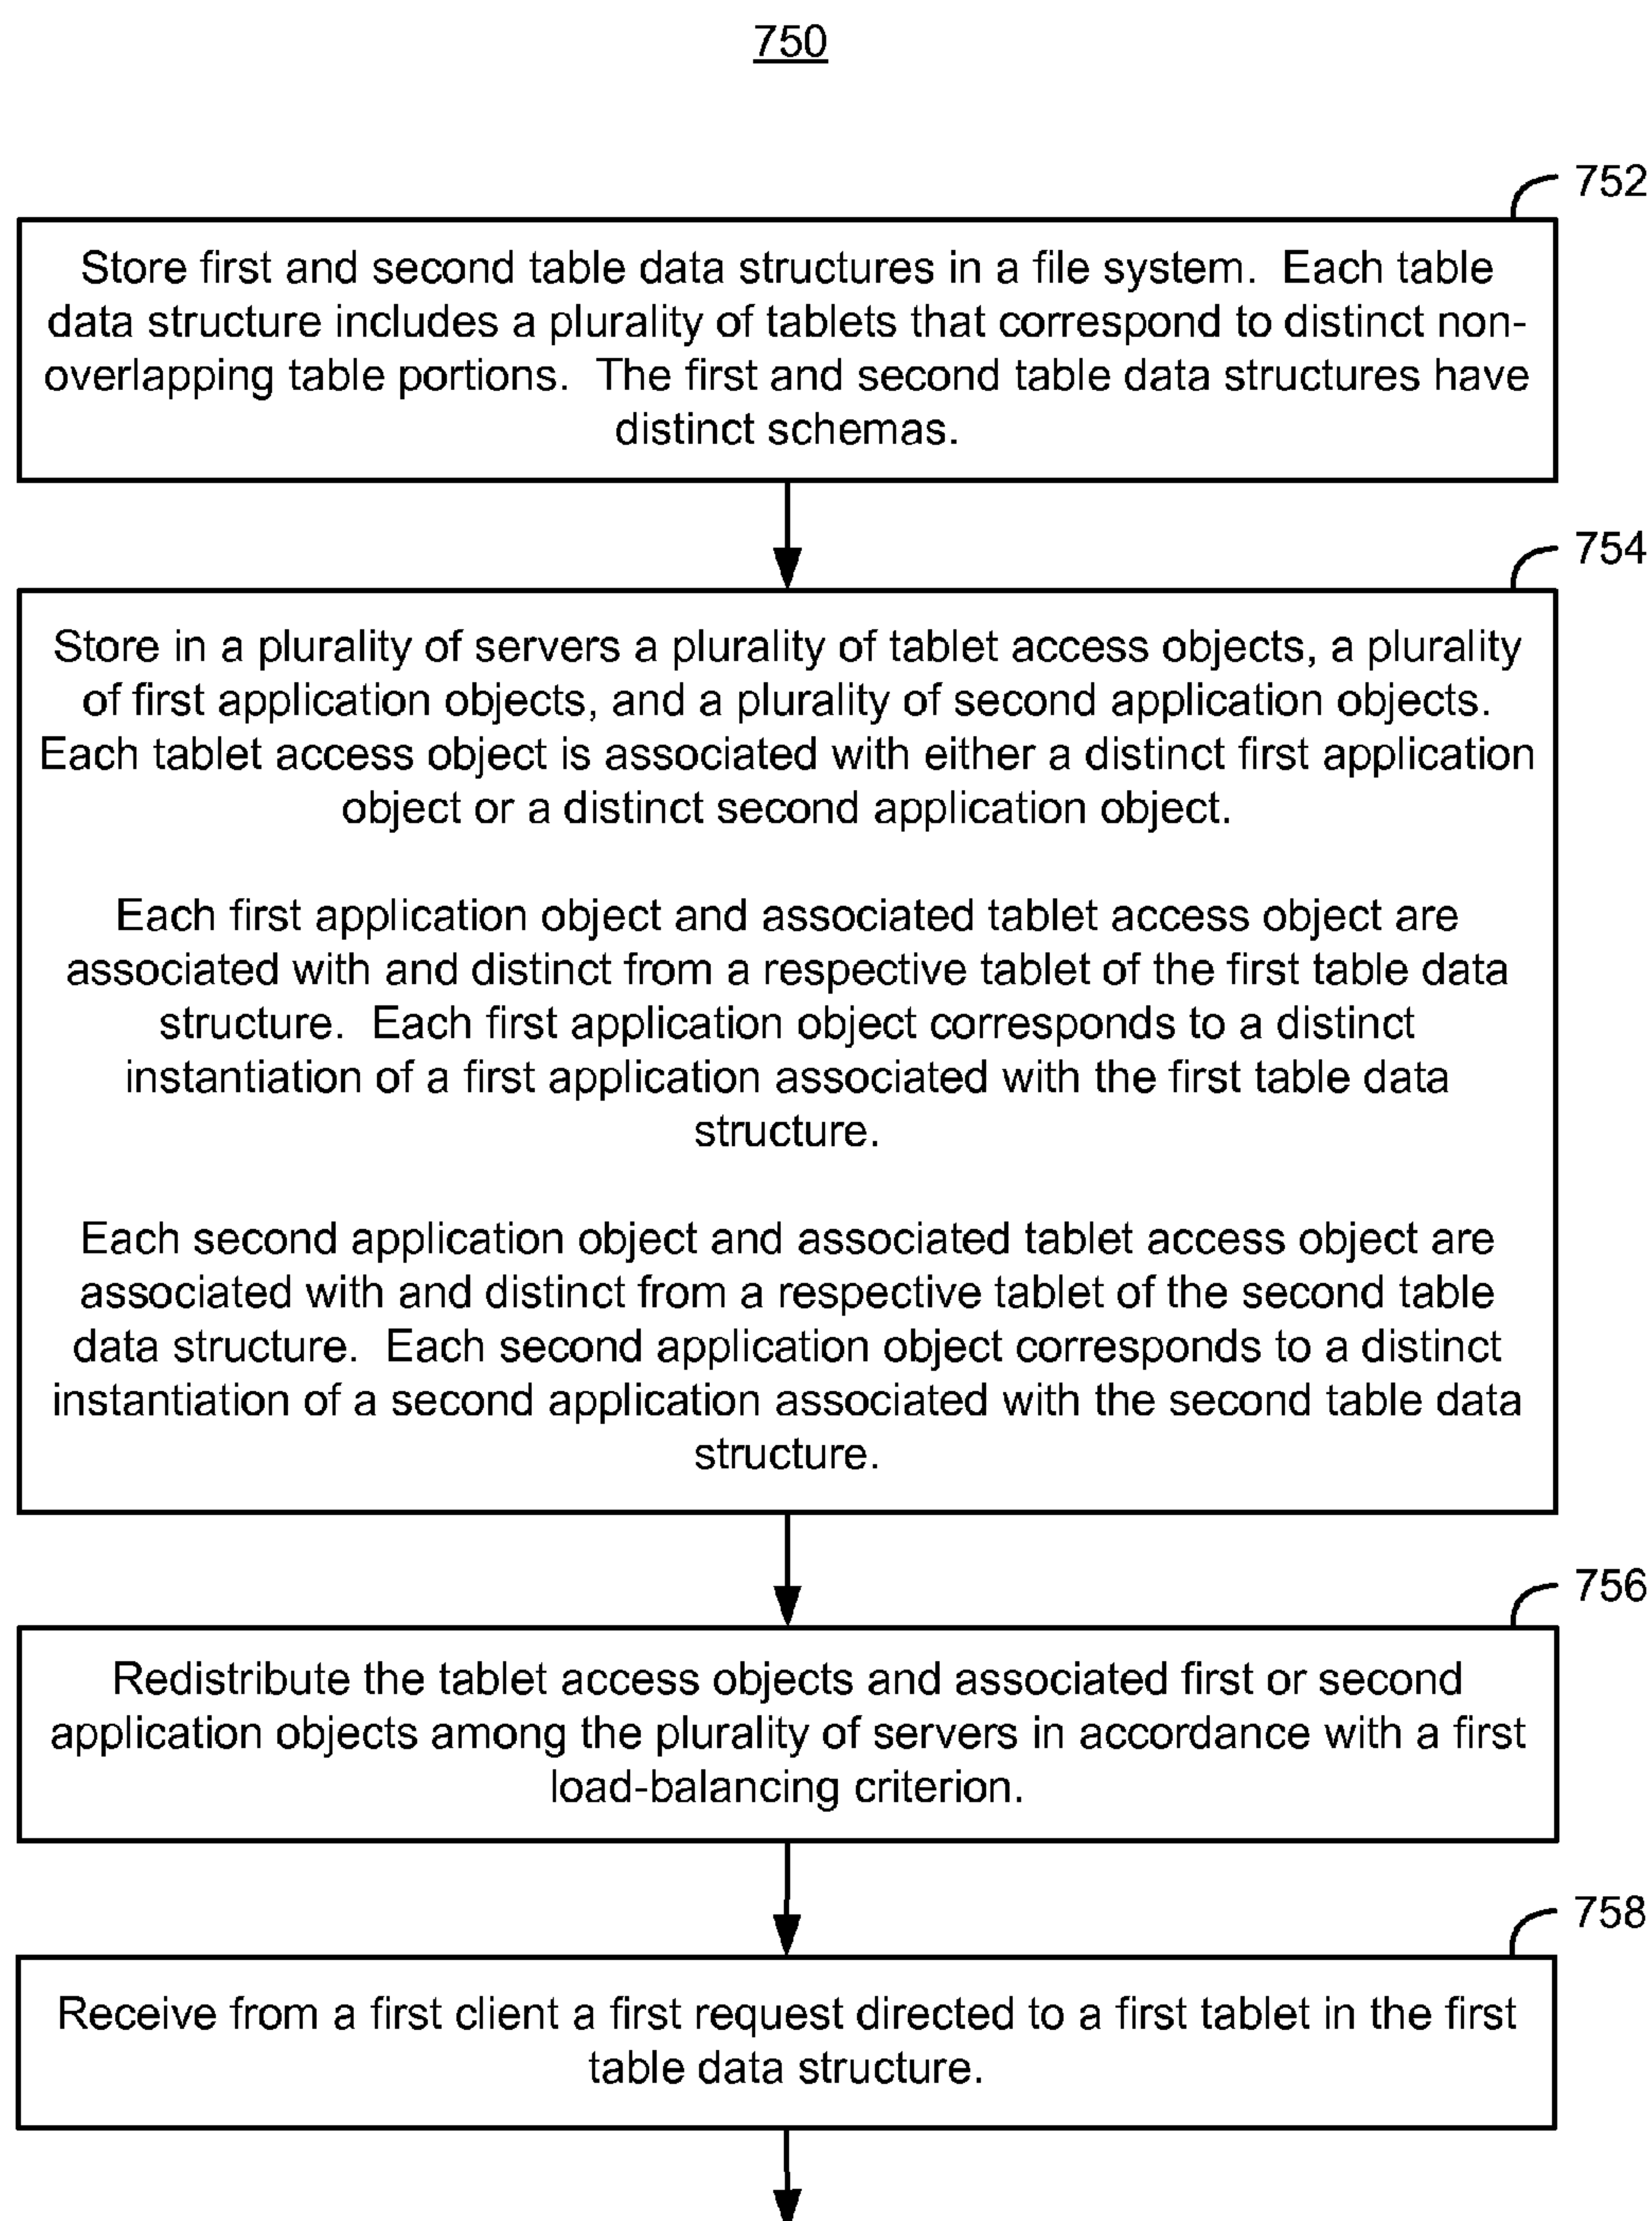 750
752
Store first and second table data structures in a file system. Each table
data structure includes a plurality of tablets that correspond to distinct non-
overlapping table portions. The first and second table data structures have
distinct schemas.
754
Store in a plurality of servers a plurality of tablet access objects, a plurality
of first application objects, and a plurality of second application objects.
Each tablet access object is associated with either a distinct first application
object or a distinct second application object.
Each first application object and associated tablet access object are
associated with and distinct from a respective tablet of the first table data
structure. Each first application object corresponds to a distinct
instantiation of a first application associated with the first table data
structure.
Each second application object and associated tablet access object are
associated with and distinct from a respective tablet of the second table
data structure. Each second application object corresponds to a distinct
instantiation of a second application associated with the second table data
structure.
756
Redistribute the tablet access objects and associated first or second
application objects among the plurality of servers in accordance with a first
load-balancing criterion.
758
Receive from a first client a first request directed to a first tablet in the first
table data structure.